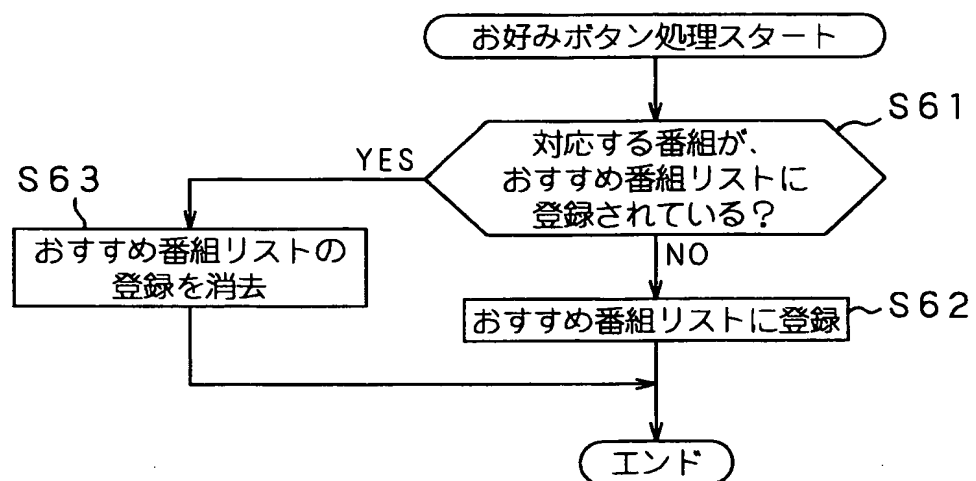 お好みボタン処理スタート
S61
対応する番組が、
おすすめ番組リストに
登録されている?
YES
NO
S63
おすすめ番組リストの
登録を消去
S62
おすすめ番組リストに登録
エンド